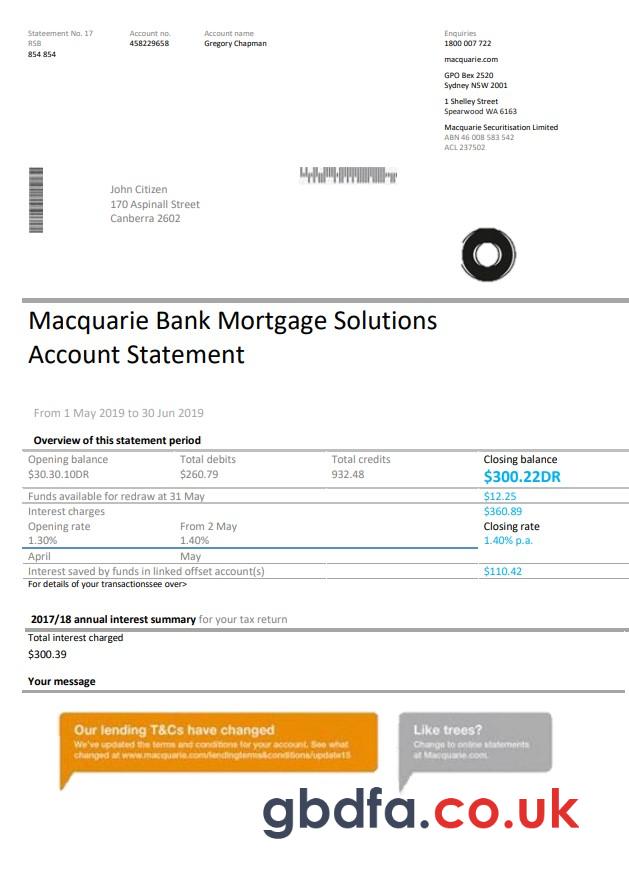 Stateement No. 17
RSB
854 854
Account no.
458229658
Account name
Gregory Chapman
Enquiries
1800 007 722
macquarie.com
GPO Bex 2520
Sydney NSW 2001
1 Shelley Street
Spearwood WA 6163
Macquarie Securitisation Limited
ABN 46 008 583 542
ACL 237502
John Citizen
170 Aspinall Street
Canberra 2602
Macquarie Bank Mortgage Solutions
Account Statement
From 1 May 2019 to 30 Jun 2019
Overview of this statement period
Opening balance Total debits Total credits Closing balance
$30.30.10DR $260.79 932.48 $300.22DR
Funds available for redraw at 31 May $12.25
Interest charges $360.89
Opening rate From 2 May Closing rate
1.30% 1.40% 1.40% p.a.
April May
Interest saved by funds in linked offset account(s) $110.42
For details of your transactionssee over>
2017/18 annual interest summary for your tax return
Total interest charged
$300.39
Your message
Our lending T&Cs have changed
We've updated the terms and conditions for your account. See what
changed at www.macquarie.com/lendingterms&conditions/update15
Like trees?
Change to online statements
at Macquarie.com.
gbdfa.co.uk